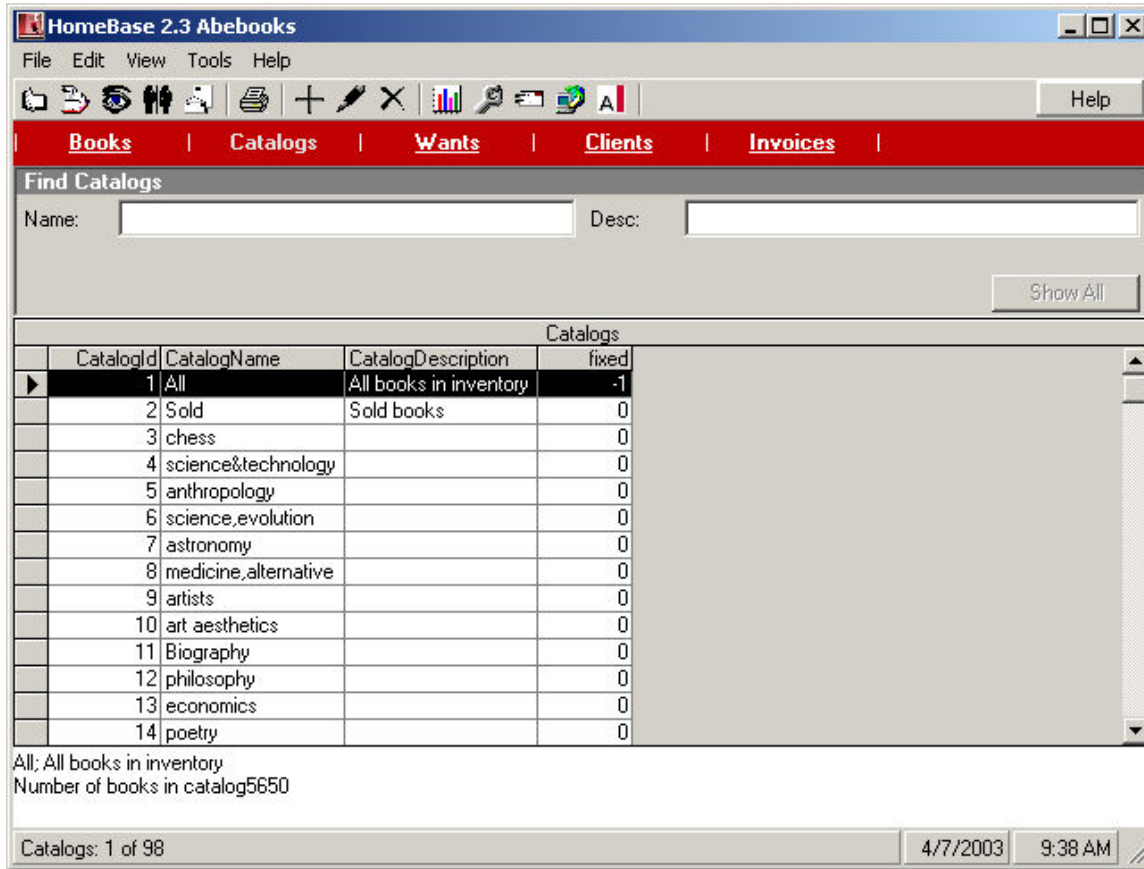 HomeBase 2.3 Abebooks
File Edit View Tools Help
A Help
Books | Catalogs | Wants | Clients | Invoices |
Find Catalogs
Name: Desc:
Show All
Catalogs
CatalogId CatalogName CatalogDescription fixed
1 All All books in inventory -1
2 Sold Sold books 0
3 chess 0
4 science&technology 0
5 anthropology 0
6 science,evolution 0
7 astronomy 0
8 medicine,alternative 0
9 artists 0
10 art aesthetics 0
11 Biography 0
12 philosophy 0
13 economics 0
14 poetry 0
All; All books in inventory
Number of books in catalog5650
Catalogs: 1 of 98 4/7/2003 9:38 AM